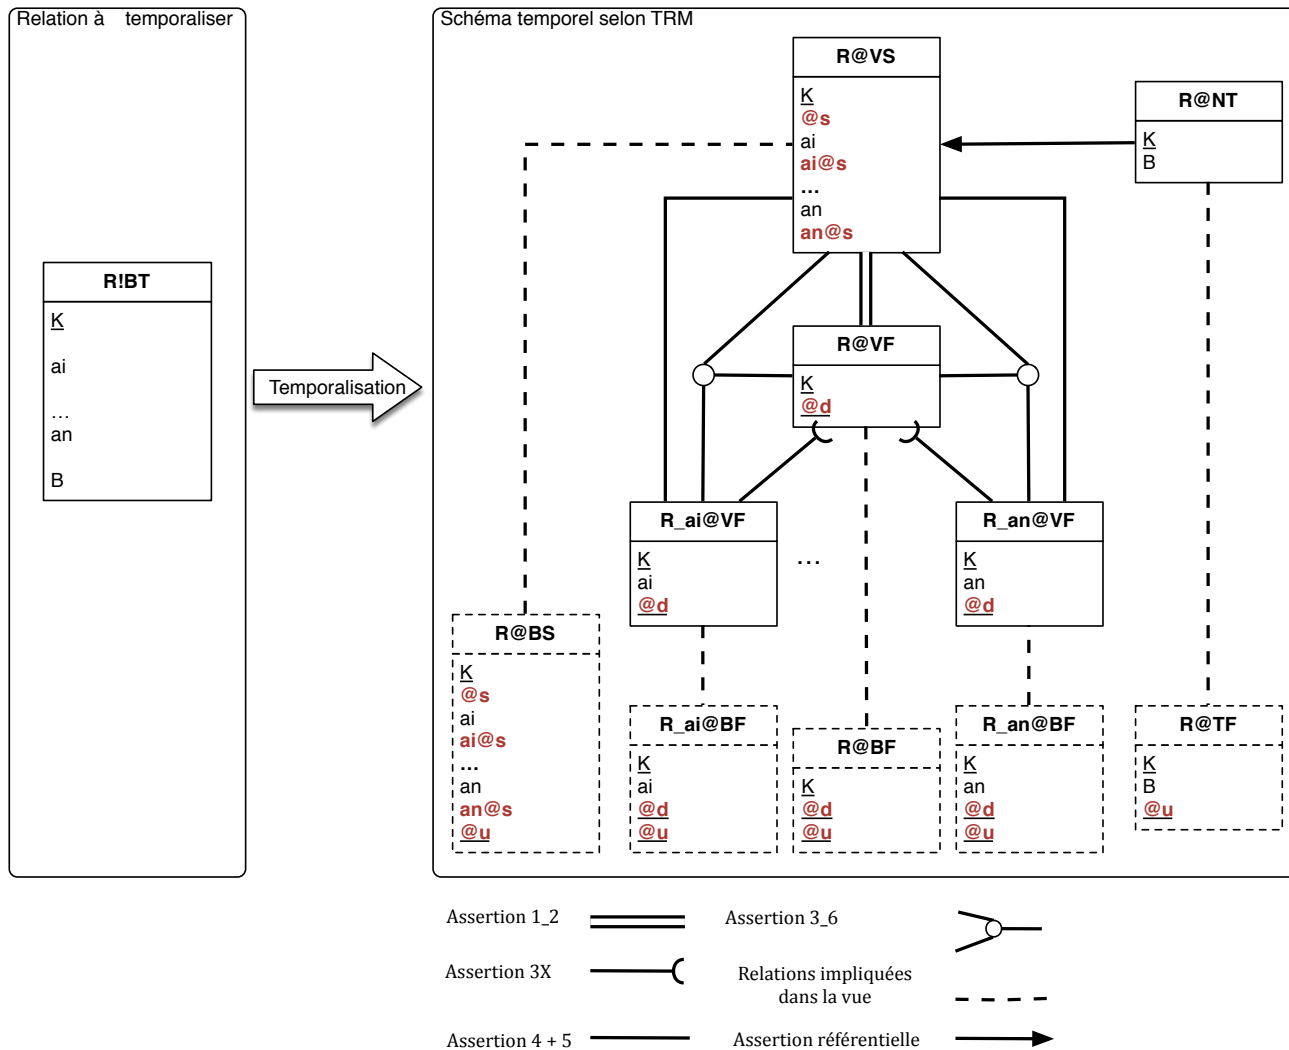 Relation à temporaliser
R!BT
K
ai
...
an
B
Temporalisation
Schéma temporel selon TRM
R@VS
K
@s
ai
ai@s
...
an
an@s
R@NT
K
B
R@VF
K
@d
R_ai@VF
K
ai
@d
...
R_an@VF
K
an
@d
R@BS
K
@s
ai
ai@s
...
an
an@s
@u
R_ai@BF
K
ai
@d
@u
R@BF
K
@d
@u
R_an@BF
K
an
@d
@u
R@TF
K
B
@u
Assertion 1_2
Assertion 3_6
Assertion 3X
Relations impliquées
dans la vue
Assertion 4 + 5
Assertion référentielle